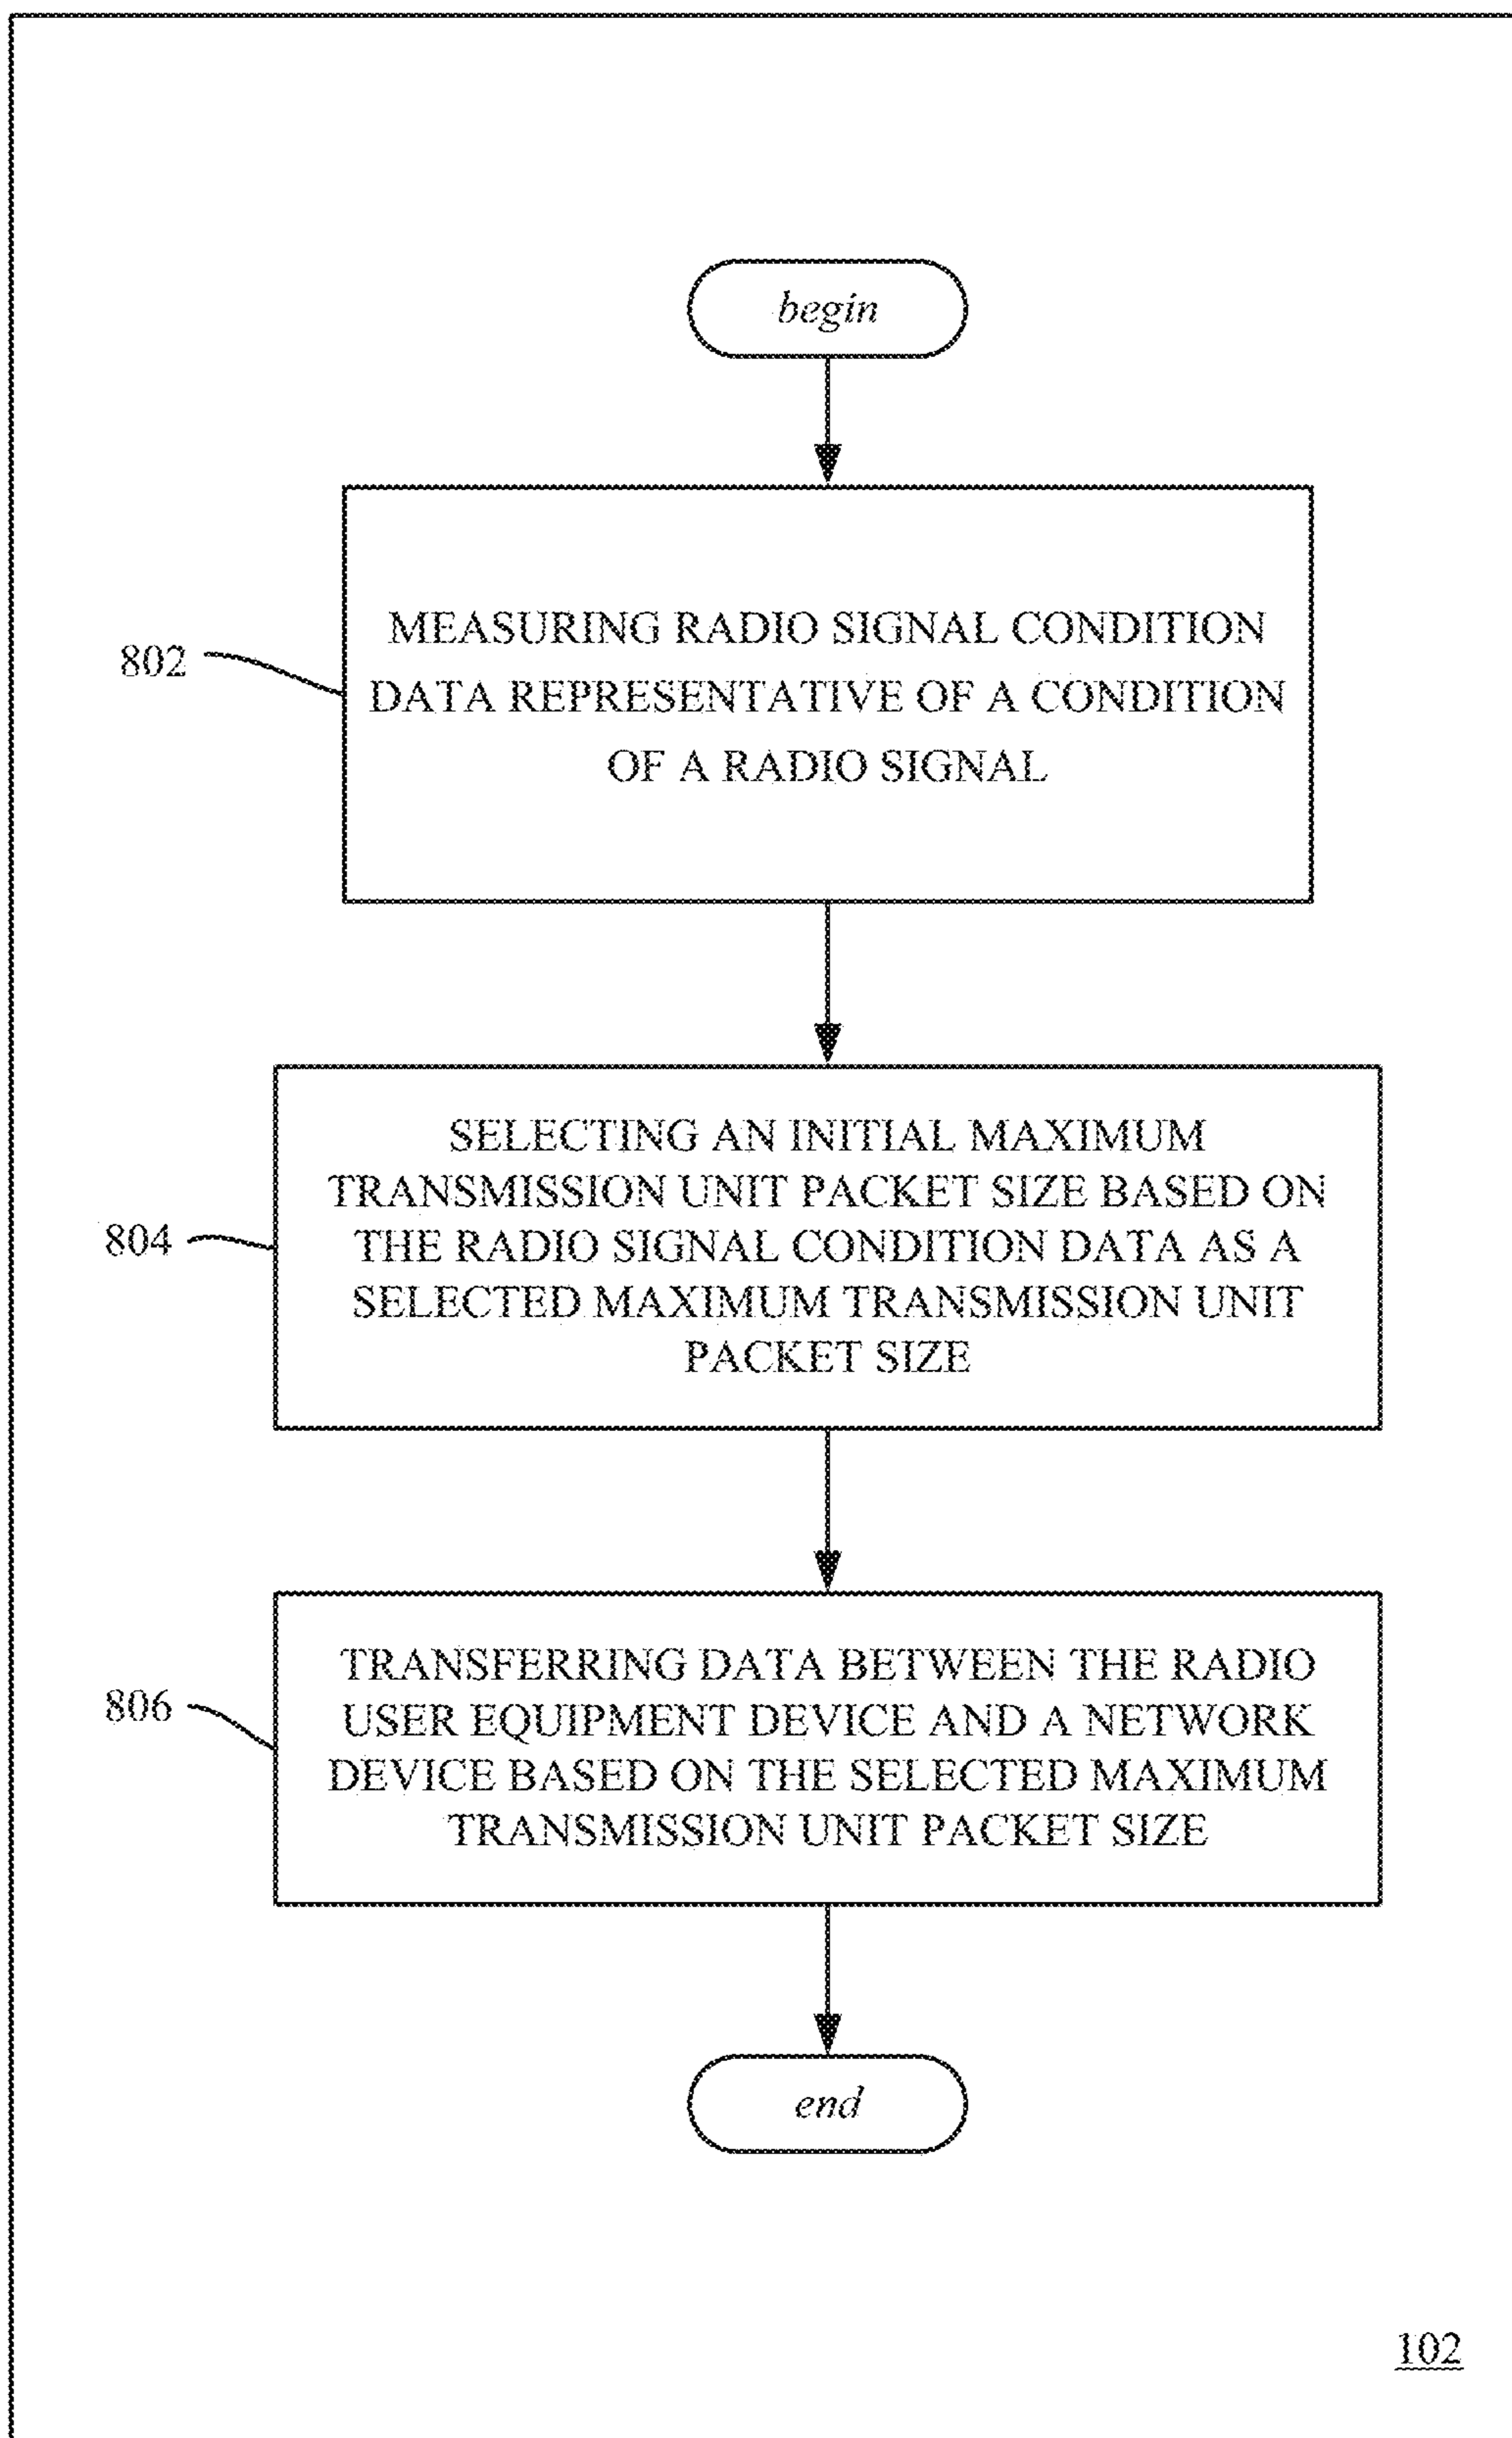 begin
802
MEASURING RADIO SIGNAL CONDITION
DATA REPRESENTATIVE OF A CONDITION
OF A RADIO SIGNAL
804
SELECTING AN INITIAL MAXIMUM
TRANSMISSION UNIT PACKET SIZE BASED ON
THE RADIO SIGNAL CONDITION DATA AS A
SELECTED MAXIMUM TRANSMISSION UNIT
PACKET SIZE
806
TRANSFERRING DATA BETWEEN THE RADIO
USER EQUIPMENT DEVICE AND A NETWORK
DEVICE BASED ON THE SELECTED MAXIMUM
TRANSMISSION UNIT PACKET SIZE
end
102